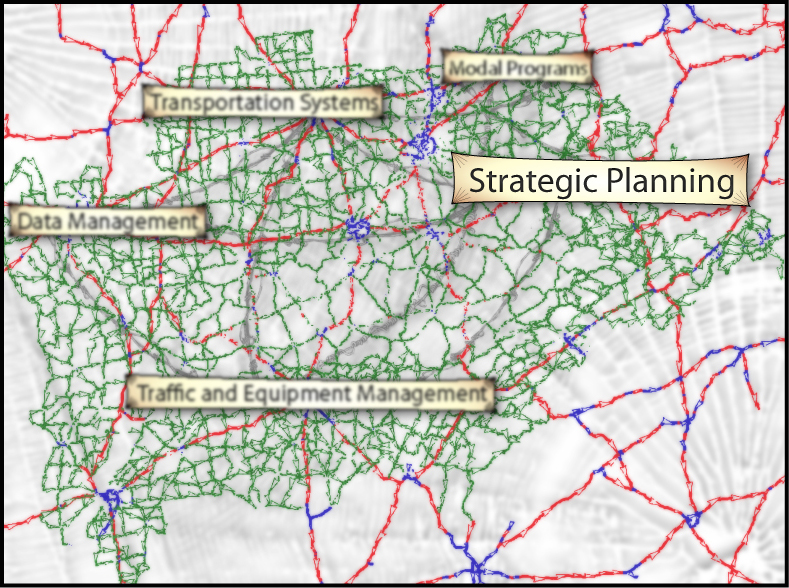 Modal Programs
Transportation Systems
Strategic Planning
Data Management
Traffic and Equipment Management